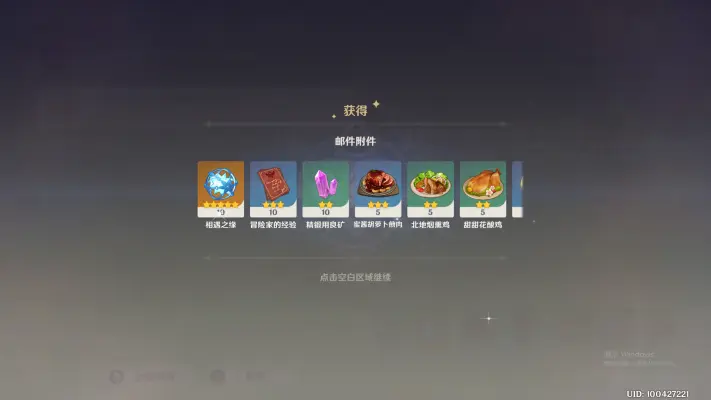 获得
邮件附件
10 10 10 5 5 5
相遇之缘 冒险家的经验 精锻用良矿 蜜酱胡萝卜煎肉 北地烟熏鸡 甜甜花酿鸡
点击空白区域继续
UID: 100427221